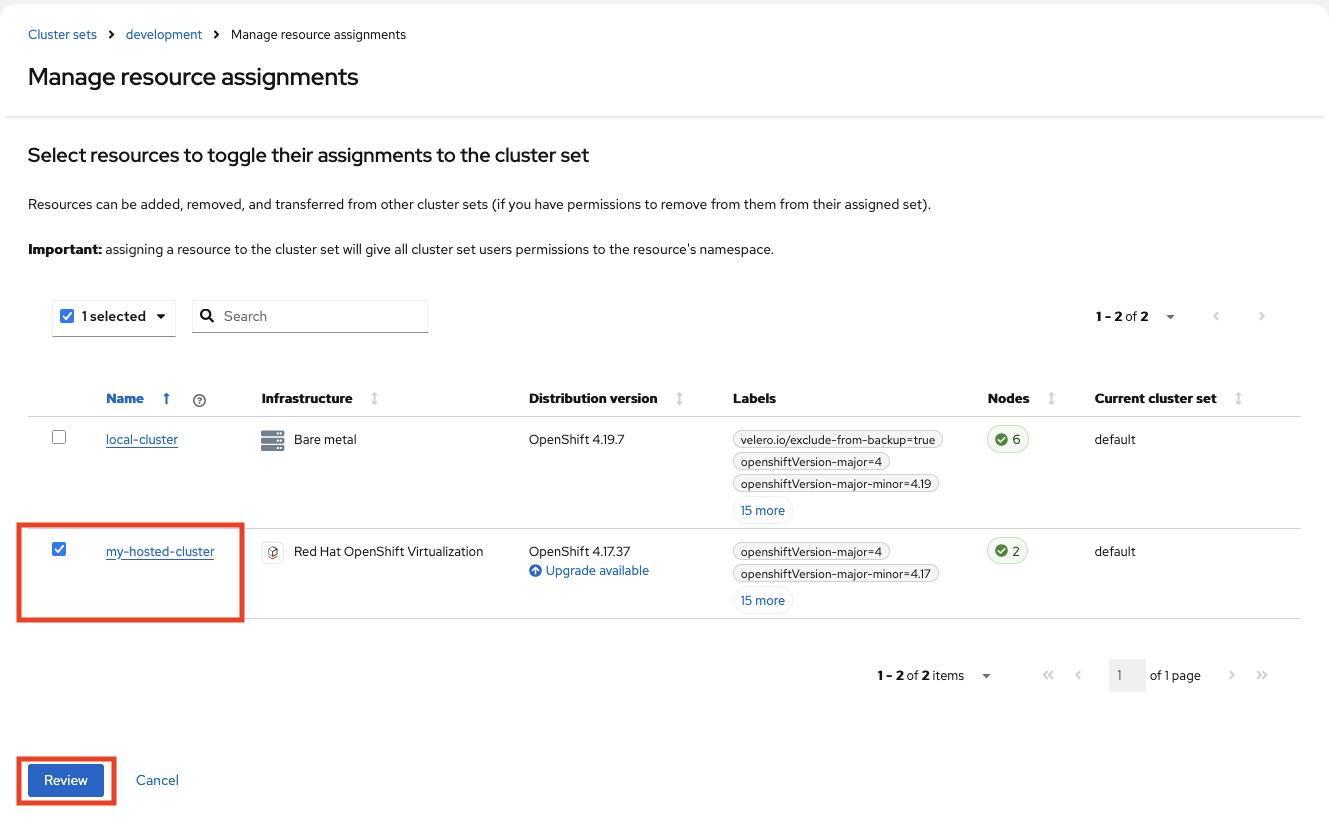 Cluster sets > development > Manage resource assignments
Manage resource assignments
Select resources to toggle their assignments to the cluster set
Resources can be added, removed, and transferred from other cluster sets (if you have permissions to remove from them from their assigned set).
Important: assigning a resource to the cluster set will give all cluster set users permissions to the resource's namespace.
1 selected Search 1 - 2 of 2
Name Infrastructure Distribution version Labels Nodes Current cluster set
local-cluster Bare metal OpenShift 4.19.7 velero.io/exclude-from-backup=true 6 default
openshiftVersion-major=4
openshiftVersion-major-minor=4.19
15 more
my-hosted-cluster Red Hat OpenShift Virtualization OpenShift 4.17.37 openshiftVersion-major=4 2 default
Upgrade available openshiftVersion-major-minor=4.17
15 more
1 - 2 of 2 items 1 of 1 page
Review Cancel